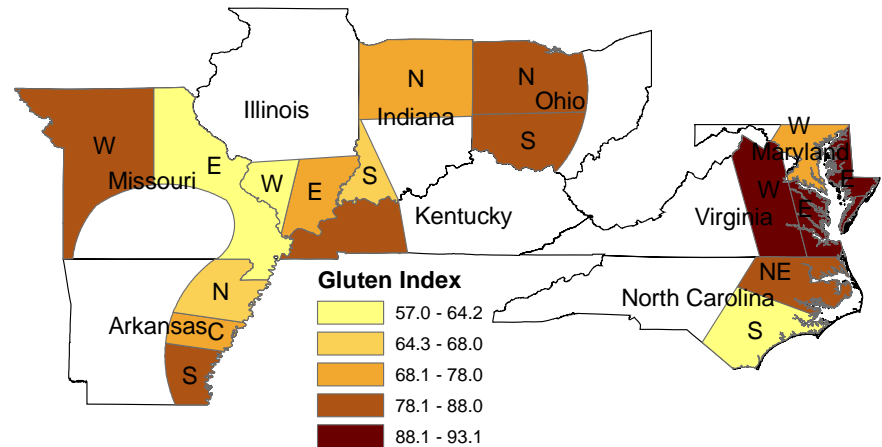 N
N
Illinois
Indiana
Ohio
W
W
S
Maryland
E
Missouri
W
E
S
E
W
E
Kentucky
Virginia
Gluten Index
NE
N
57.0 - 64.2
North Carolina
Arkansas
C
64.3 - 68.0
S
68.1 - 78.0
S
78.1 - 88.0
88.1 - 93.1